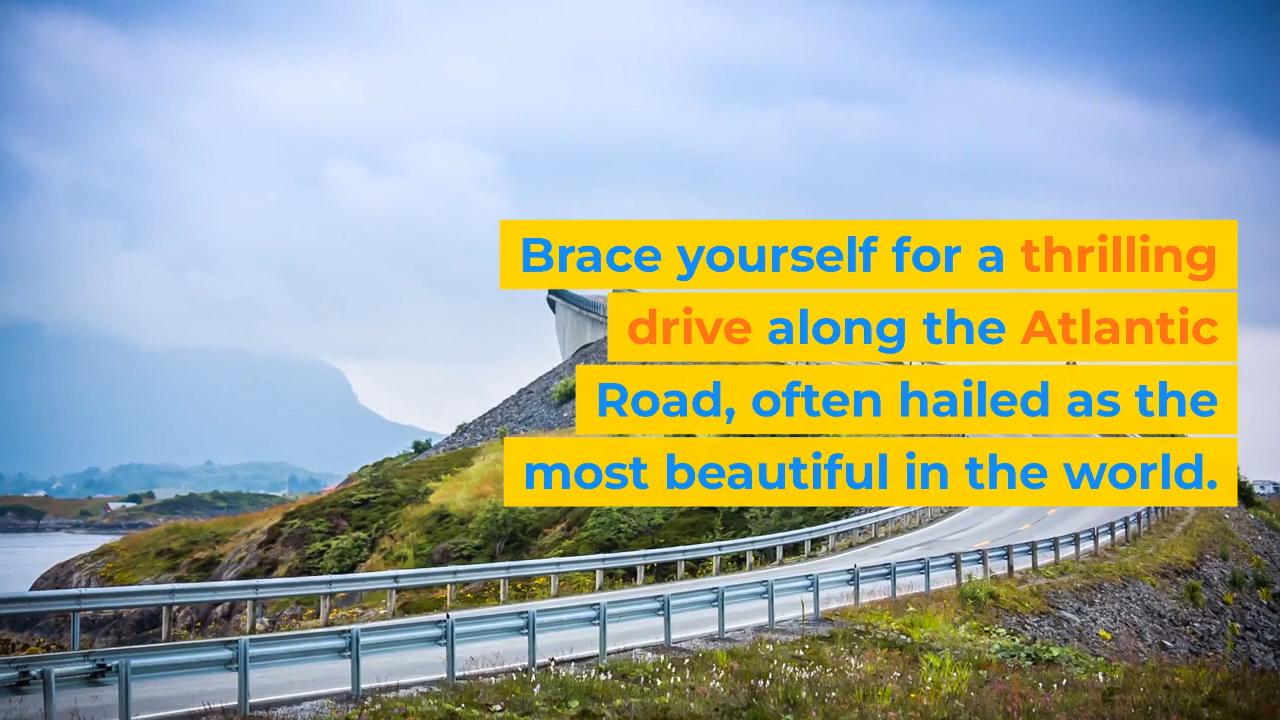 Brace yourself for a thrilling
drive along the Atlantic
Road, often hailed as the
most beautiful in the world.